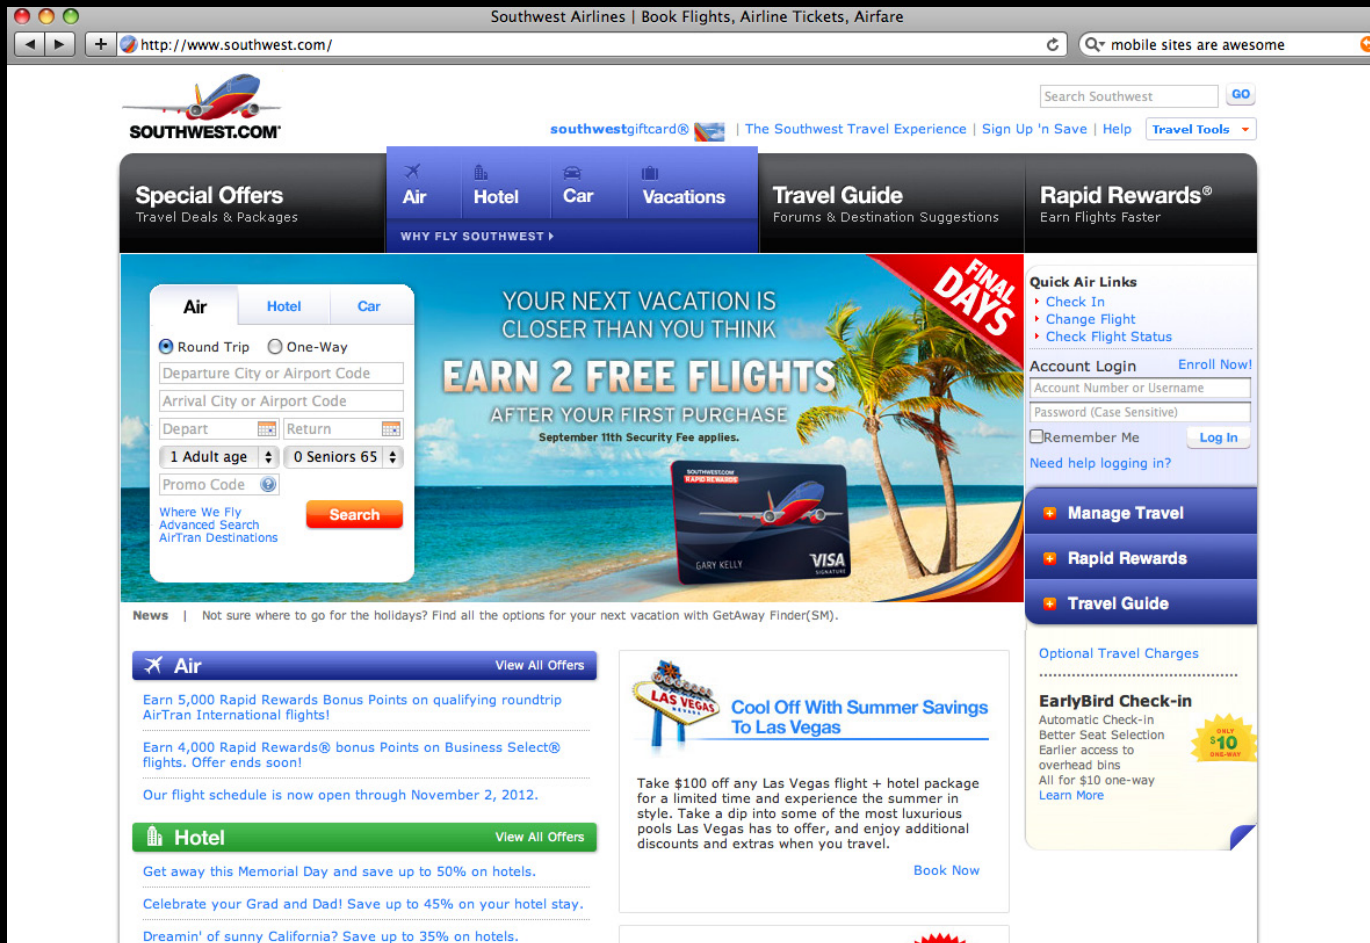 Southwest Airlines | Book Flights, Airline Tickets, Airfare
http://www.southwest.com/
mobile sites are awesome
SOUTHWEST.COM
Search Southwest
GO
southwestgiftcard® | The Southwest Travel Experience | Sign Up 'n Save | Help
Travel Tools
Special Offers
Travel Deals & Packages
Air
Hotel
Car
Vacations
WHY FLY SOUTHWEST
Travel Guide
Forums & Destination Suggestions
Rapid Rewards®
Earn Flights Faster
Air
Hotel
Car
Round Trip
One-Way
Departure City or Airport Code
Arrival City or Airport Code
Depart
Return
1 Adult age
0 Seniors 65
Promo Code
Where We Fly
Advanced Search
AirTran Destinations
Search
YOUR NEXT VACATION IS
CLOSER THAN YOU THINK
EARN 2 FREE FLIGHTS
AFTER YOUR FIRST PURCHASE
September 11th Security Fee applies.
FINAL
DAYS
SOUTHWEST.COM
RAPID REWARDS
GARY KELLY
VISA
SIGNATURE
Quick Air Links
Check In
Change Flight
Check Flight Status
Account Login
Enroll Now!
Account Number or Username
Password (Case Sensitive)
Remember Me
Log In
Need help logging in?
Manage Travel
Rapid Rewards
Travel Guide
News | Not sure where to go for the holidays? Find all the options for your next vacation with GetAway Finder(SM).
Air
View All Offers
Earn 5,000 Rapid Rewards Bonus Points on qualifying roundtrip
AirTran International flights!
Earn 4,000 Rapid Rewards® bonus Points on Business Select®
flights. Offer ends soon!
Our flight schedule is now open through November 2, 2012.
Hotel
View All Offers
Get away this Memorial Day and save up to 50% on hotels.
Celebrate your Grad and Dad! Save up to 45% on your hotel stay.
Dreamin' of sunny California? Save up to 35% on hotels.
LAS VEGAS
NEVADA
Cool Off With Summer Savings
To Las Vegas
Take $100 off any Las Vegas flight + hotel package
for a limited time and experience the summer in
style. Take a dip into some of the most luxurious
pools Las Vegas has to offer, and enjoy additional
discounts and extras when you travel.
Book Now
Optional Travel Charges
EarlyBird Check-in
Automatic Check-in
Better Seat Selection
Earlier access to
overhead bins
All for $10 one-way
Learn More
ONLY
$10
ONE-WAY